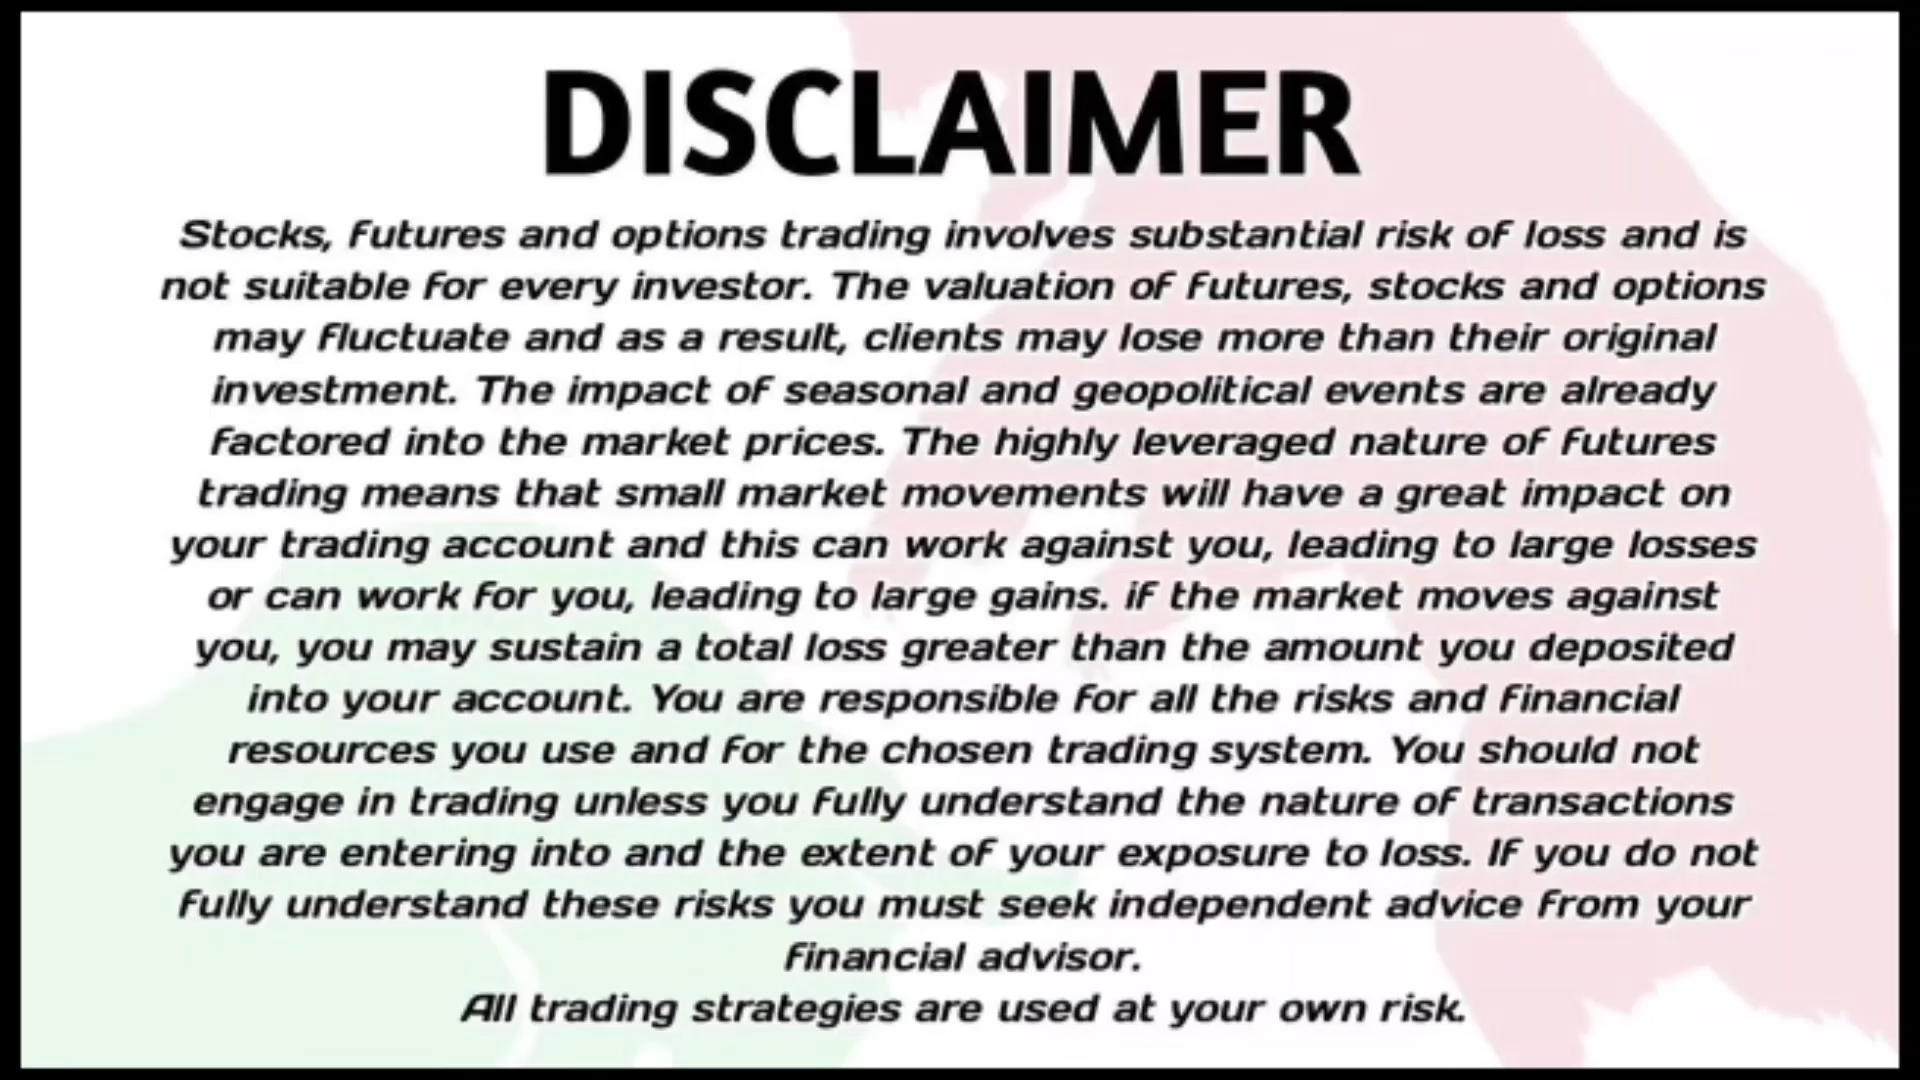 DISCLAIMER
Stocks, futures and options trading involves substantial risk of loss and is
not suitable for every investor. The valuation of futures, stocks and options
may fluctuate and as a result, clients may lose more than their original
investment. The impact of seasonal and geopolitical events are already
factored into the market prices. The highly leveraged nature of futures
trading means that small market movements will have a great impact on
your trading account and this can work against you, leading to large losses
or can work for you, leading to large gains. if the market moves against
you, you may sustain a total loss greater than the amount you deposited
into your account. You are responsible for all the risks and financial
resources you use and for the chosen trading system. You should not
engage in trading unless you fully understand the nature of transactions
you are entering into and the extent of your exposure to loss. If you do not
fully understand these risks you must seek independent advice from your
financial advisor.
All trading strategies are used at your own risk.